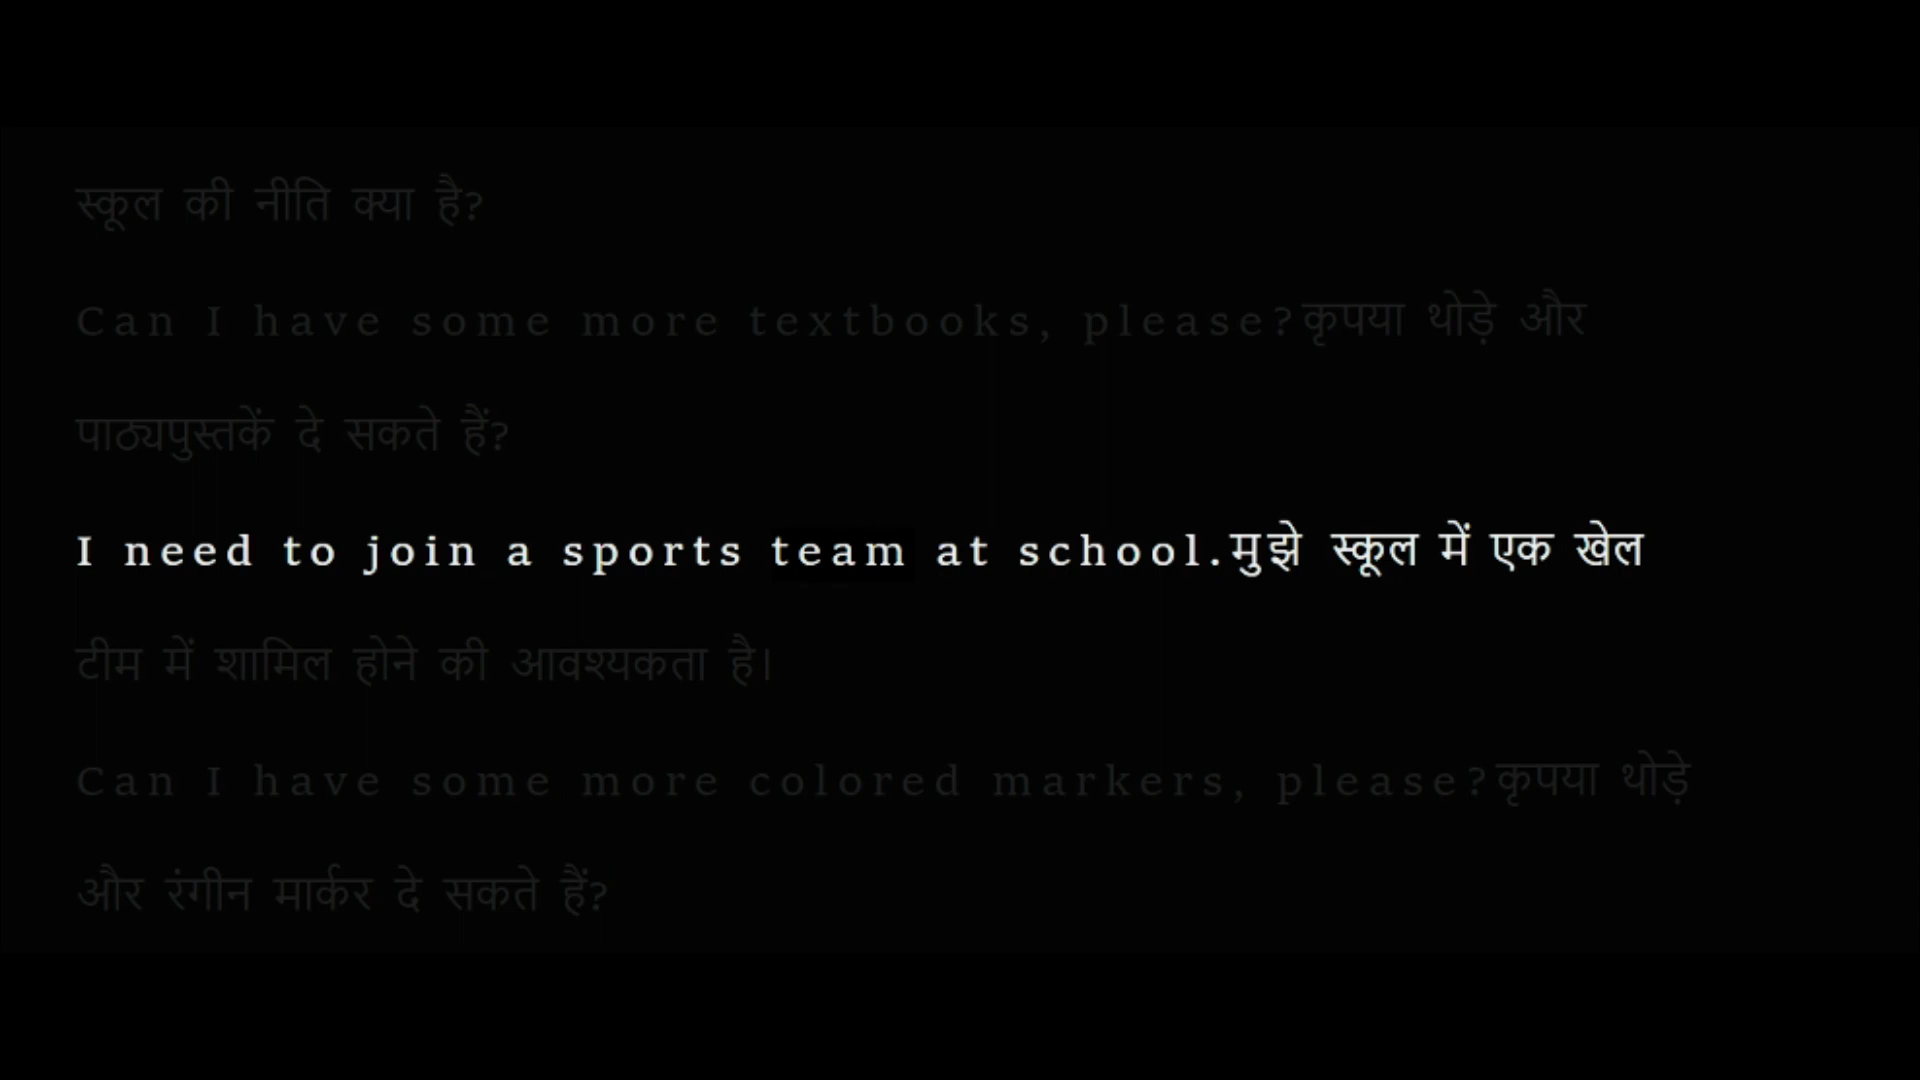 स्कूल की नीति क्या है?
Can I have some more textbooks, please?कृपया थोड़े और
पाठ्यपुस्तकें दे सकते हैं?
I need to join a sports team at school.मुझे स्कूल में एक खेल
टीम में शामिल होने की आवश्यकता है।
Can I have some more colored markers, please?कृपया थोड़े
और रंगीन मार्कर दे सकते हैं?